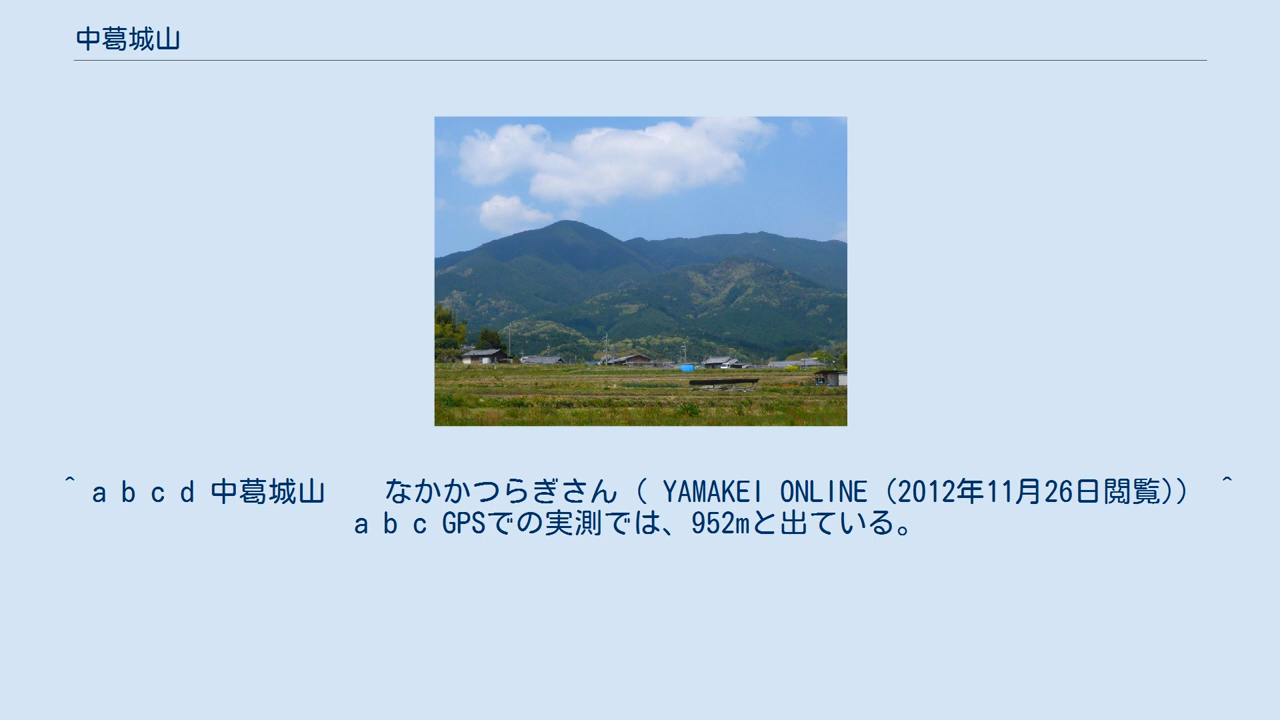 中葛城山
^ a b c d 中葛城山　　なかかつらぎさん ( YAMAKEI ONLINE (2012年11月26日閲覧)) ^
a b c GPSでの実測では、952mと出ている。